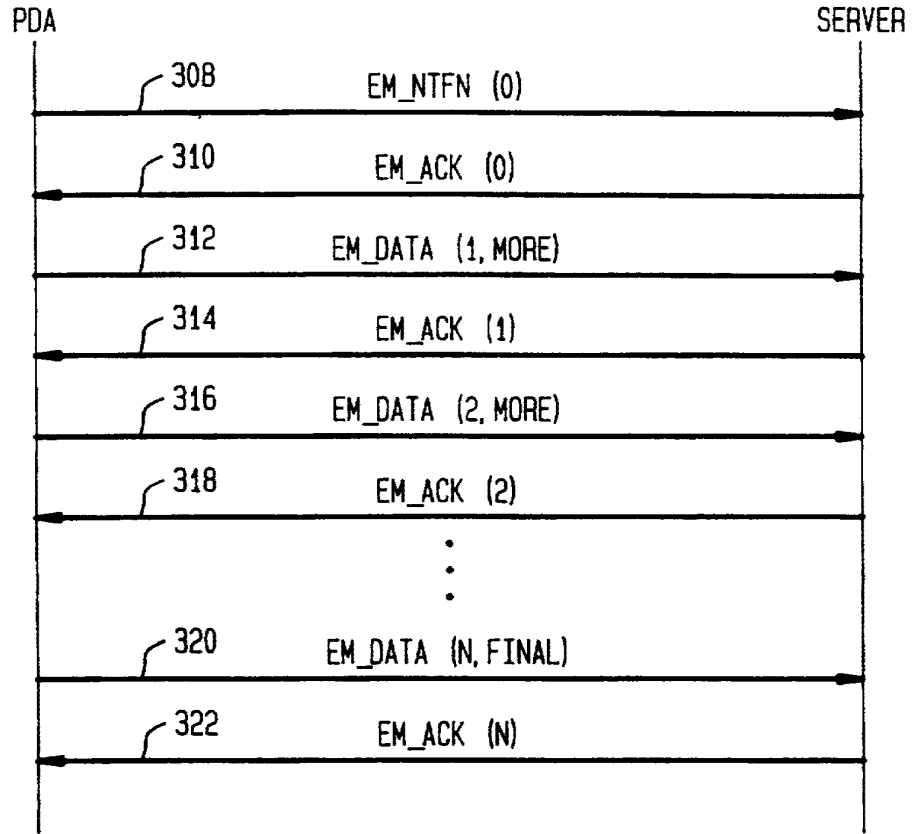 PDA SERVER
308 EM_NTFN (0)
310 EM_ACK (0)
312 EM_DATA (1, MORE)
314 EM_ACK (1)
316 EM_DATA (2, MORE)
318 EM_ACK (2)
320 EM_DATA (N, FINAL)
322 EM_ACK (N)